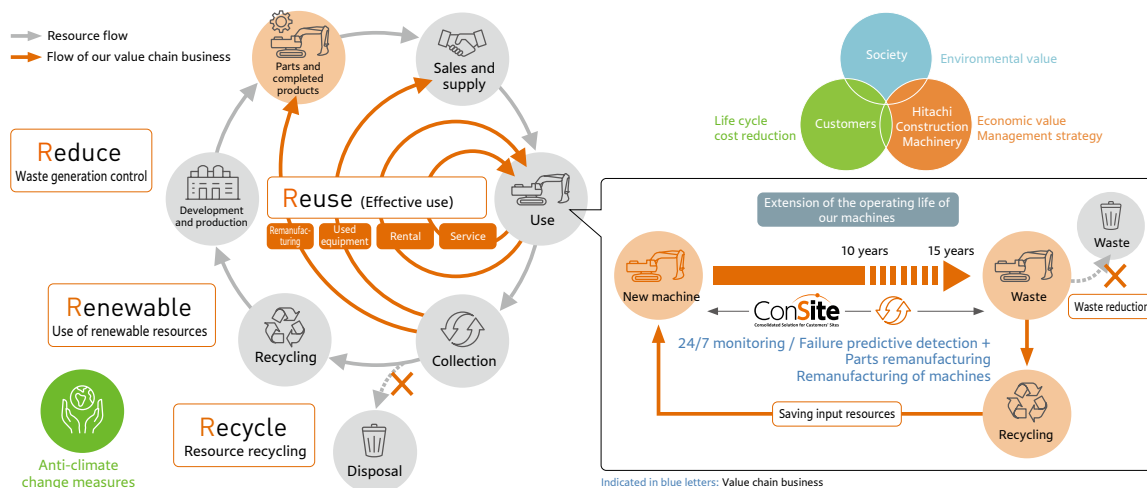 Resource flow
Flow of our value chain business
Parts and
completed
products
Sales and
supply
Reduce
Waste generation control
Development
and production
Reuse (Effective use)
Remanufac-
turing
Used
equipment
Rental
Service
Use
Renewable
Use of renewable resources
Recycling
Collection
Recycle
Resource recycling
Disposal
Anti-climate
change measures
Society
Environmental value
Life cycle
cost reduction
Customers
Hitachi
Construction
Machinery
Economic value
Management strategy
Extension of the operating life of
our machines
10 years
15 years
New machine
Waste
Waste
Waste reduction
ConSite
Consolidated Solution for Customers' Sites
24/7 monitoring / Failure predictive detection +
Parts remanufacturing
Remanufacturing of machines
Saving input resources
Recycling
Indicated in blue letters: Value chain business